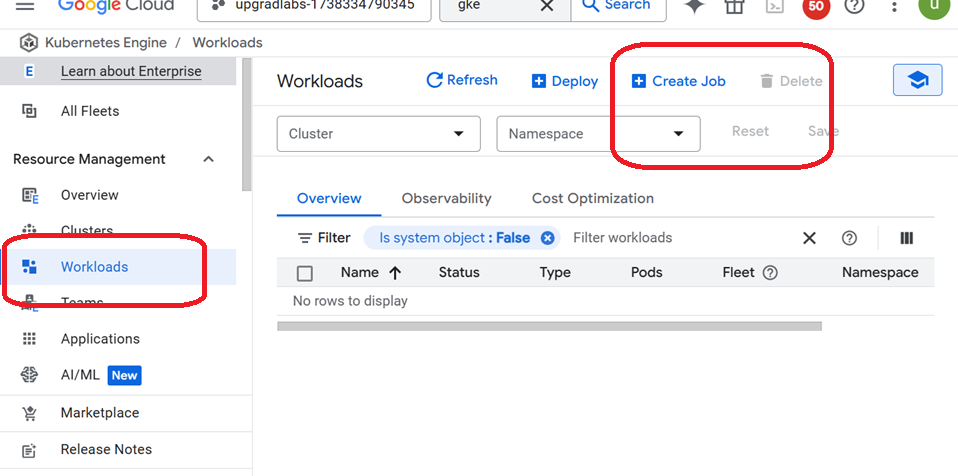 Google Cloud
upgradlabs-1738334790345
gke
Search
50
u
Kubernetes Engine / Workloads
E Learn about Enterprise
All Fleets
Resource Management
Overview
Clusters
Workloads
Teams
Applications
AI/ML New
Marketplace
Release Notes
Workloads
Refresh
Deploy
Create Job
Delete
Cluster
Namespace
Reset
Save
Overview
Observability
Cost Optimization
Filter
Is system object : False
Filter workloads
Name
Status
Type
Pods
Fleet
Namespace
No rows to display